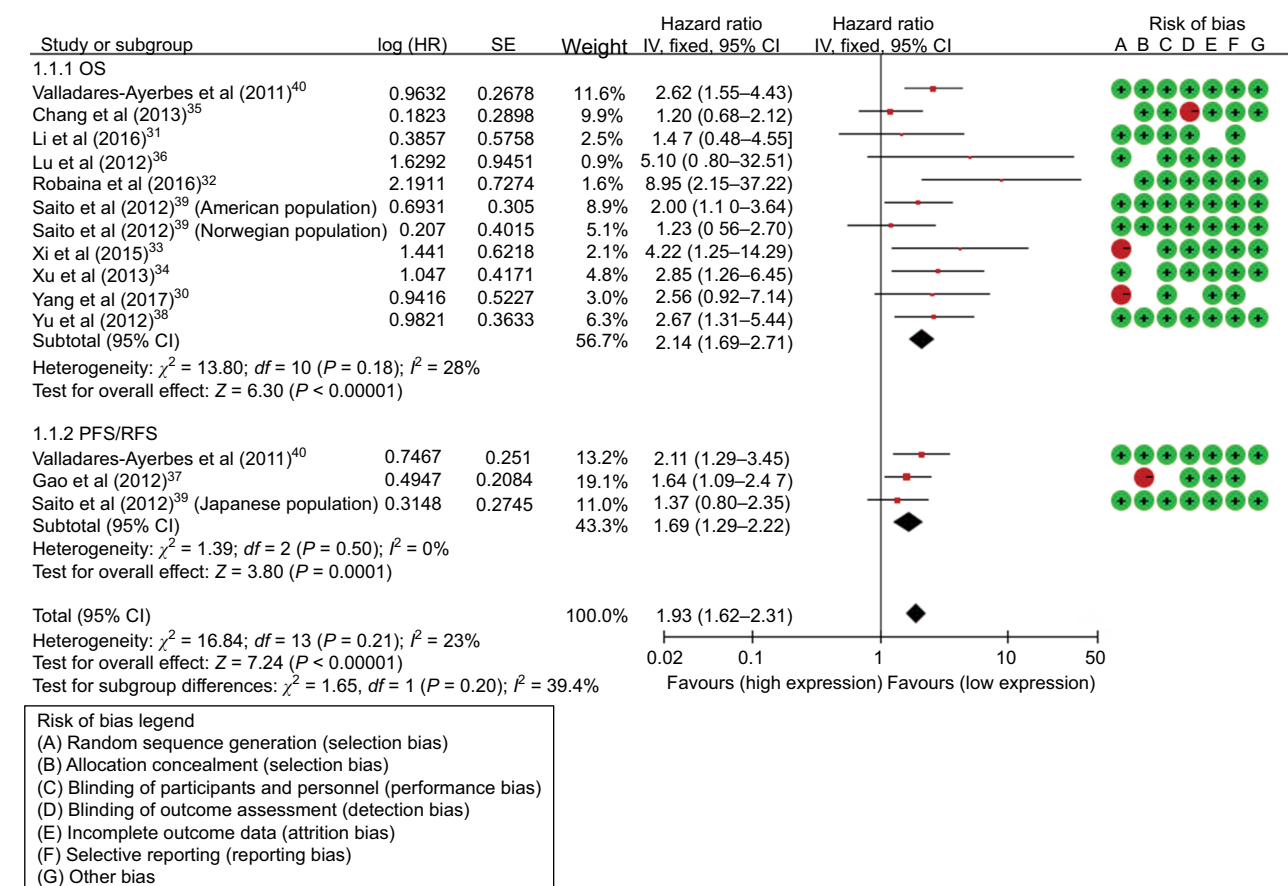 Hazard ratio Hazard ratio Risk of bias
Study or subgroup log (HR) SE Weight IV, fixed, 95% CI IV, fixed, 95% CI A B C D E F G
1.1.1 OS
Valladares-Ayerbes et al (2011)40 0.9632 0.2678 11.6% 2.62 (1.55–4.43) + + + + + + +
Chang et al (2013)35 0.1823 0.2898 9.9% 1.20 (0.68–2.12) + + - + + +
Li et al (2016)31 0.3857 0.5758 2.5% 1.4 7 (0.48–4.55] + + + + +
Lu et al (2012)36 1.6292 0.9451 0.9% 5.10 (0 .80–32.51) + + + + +
Robaina et al (2016)32 2.1911 0.7274 1.6% 8.95 (2.15–37.22) + + + + + +
Saito et al (2012)39 (American population) 0.6931 0.305 8.9% 2.00 (1.1 0–3.64) + + + + + + +
Saito et al (2012)39 (Norwegian population) 0.207 0.4015 5.1% 1.23 (0 56–2.70) + + + + + + +
Xi et al (2015)33 1.441 0.6218 2.1% 4.22 (1.25–14.29) - + + + + +
Xu et al (2013)34 1.047 0.4171 4.8% 2.85 (1.26–6.45) + + + + + +
Yang et al (2017)30 0.9416 0.5227 3.0% 2.56 (0.92–7.14) - + + +
Yu et al (2012)38 0.9821 0.3633 6.3% 2.67 (1.31–5.44) + + + + + + +
Subtotal (95% CI) 56.7% 2.14 (1.69–2.71)
Heterogeneity: χ2 = 13.80; df = 10 (P = 0.18); I2 = 28%
Test for overall effect: Z = 6.30 (P < 0.00001)
1.1.2 PFS/RFS
Valladares-Ayerbes et al (2011)40 0.7467 0.251 13.2% 2.11 (1.29–3.45) + + + + + + +
Gao et al (2012)37 0.4947 0.2084 19.1% 1.64 (1.09–2.4 7) - + + +
Saito et al (2012)39 (Japanese population) 0.3148 0.2745 11.0% 1.37 (0.80–2.35) + + + + + + +
Subtotal (95% CI) 43.3% 1.69 (1.29–2.22)
Heterogeneity: χ2 = 1.39; df = 2 (P = 0.50); I2 = 0%
Test for overall effect: Z = 3.80 (P = 0.0001)
Total (95% CI) 100.0% 1.93 (1.62–2.31)
Heterogeneity: χ2 = 16.84; df = 13 (P = 0.21); I2 = 23%
Test for overall effect: Z = 7.24 (P < 0.00001)
Test for subgroup differences: χ2 = 1.65, df = 1 (P = 0.20); I2 = 39.4%
0.02 0.1 1 10 50
Favours (high expression) Favours (low expression)
Risk of bias legend
(A) Random sequence generation (selection bias)
(B) Allocation concealment (selection bias)
(C) Blinding of participants and personnel (performance bias)
(D) Blinding of outcome assessment (detection bias)
(E) Incomplete outcome data (attrition bias)
(F) Selective reporting (reporting bias)
(G) Other bias